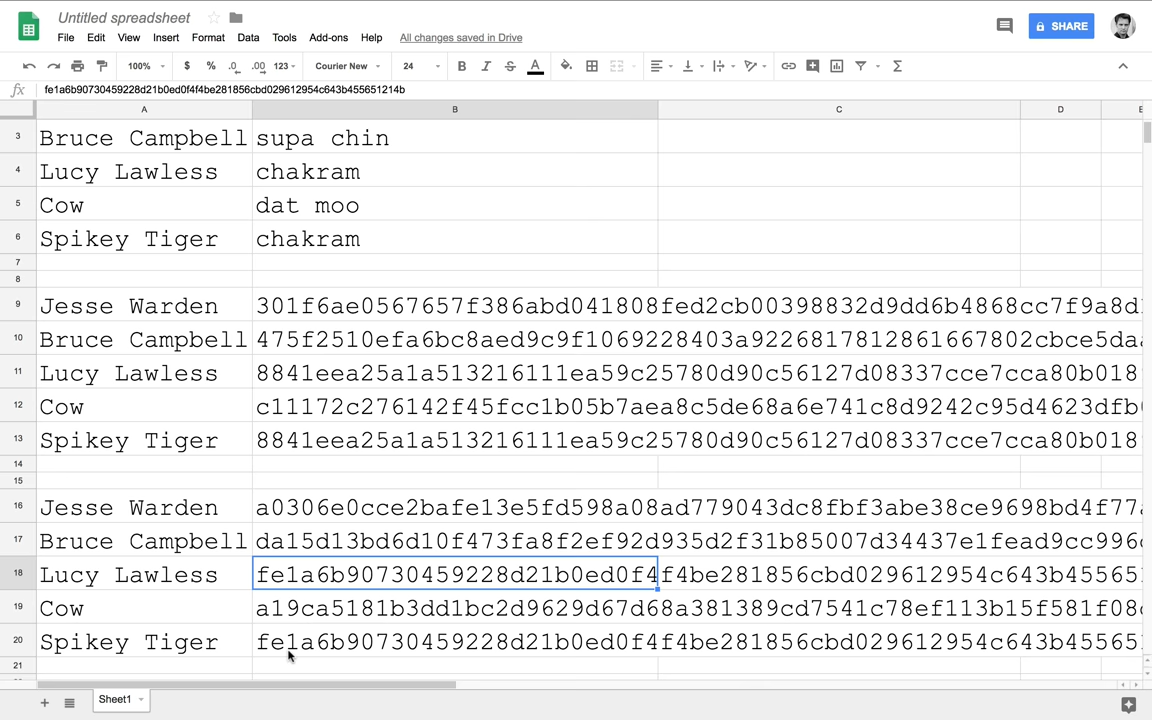 Untitled spreadsheet
File Edit View Insert Format Data Tools Add-ons Help All changes saved in Drive
SHARE
100% $ % .0 .00 123 Courier New 24 B I S A
fx fe1a6b90730459228d21b0ed0f4f4be281856cbd029612954c643b455651214b
A B C D E
3 Bruce Campbell supa chin
4 Lucy Lawless chakram
5 Cow dat moo
6 Spikey Tiger chakram
7
8
9 Jesse Warden 301f6ae0567657f386abd041808fed2cb00398832d9dd6b4868cc7f9a8d
10 Bruce Campbell 475f2510efa6bc8aed9c9f1069228403a9226817812861667802cbce5da
11 Lucy Lawless 8841eea25a1a513216111ea59c25780d90c56127d08337cce7cca80b018
12 Cow c11172c276142f45fcc1b05b7aea8c5de68a6e741c8d9242c95d4623dfb
13 Spikey Tiger 8841eea25a1a513216111ea59c25780d90c56127d08337cce7cca80b018
14
15
16 Jesse Warden a0306e0cce2bafe13e5fd598a08ad779043dc8fbf3abe38ce9698bd4f77
17 Bruce Campbell da15d13bd6d10f473fa8f2ef92d935d2f31b85007d34437e1fead9cc996
18 Lucy Lawless fe1a6b90730459228d21b0ed0f4f4be281856cbd029612954c643b45565
19 Cow a19ca5181b3dd1bc2d9629d67d68a381389cd7541c78ef113b15f581f08
20 Spikey Tiger fe1a6b90730459228d21b0ed0f4f4be281856cbd029612954c643b45565
21
Sheet1